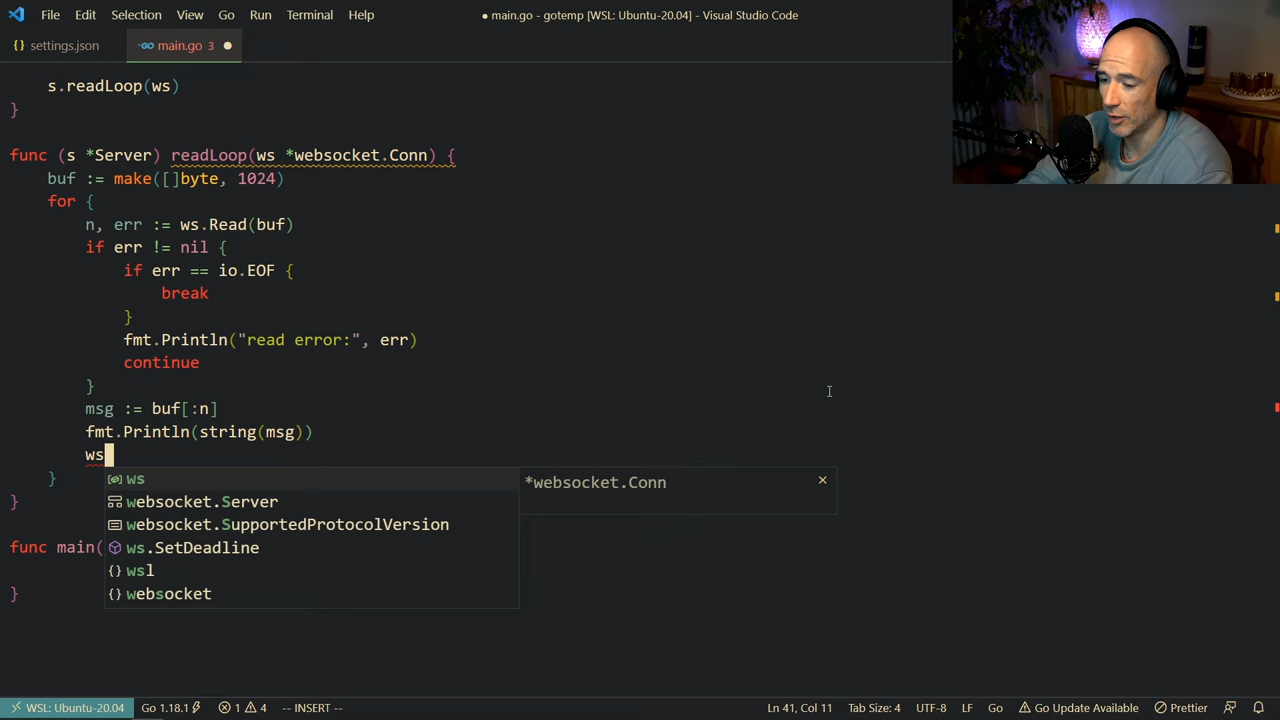 File Edit Selection View Go Run Terminal Help ● main.go - gotemp [WSL: Ubuntu-20.04] - Visual Studio Code
{} settings.json main.go 3 ●
s.readLoop(ws)
}
func (s *Server) readLoop(ws *websocket.Conn) {
buf := make([]byte, 1024)
for {
n, err := ws.Read(buf)
if err != nil {
if err == io.EOF {
break
}
fmt.Println("read error:", err)
continue
}
msg := buf[:n]
fmt.Println(string(msg))
ws
}
ws *websocket.Conn ×
}
websocket.Server
websocket.SupportedProtocolVersion
func main(
ws.SetDeadline
{} wsl
}
{} websocket
WSL: Ubuntu-20.04 Go 1.18.1 1 4 -- INSERT -- Ln 41, Col 11 Tab Size: 4 UTF-8 LF Go Go Update Available Prettier